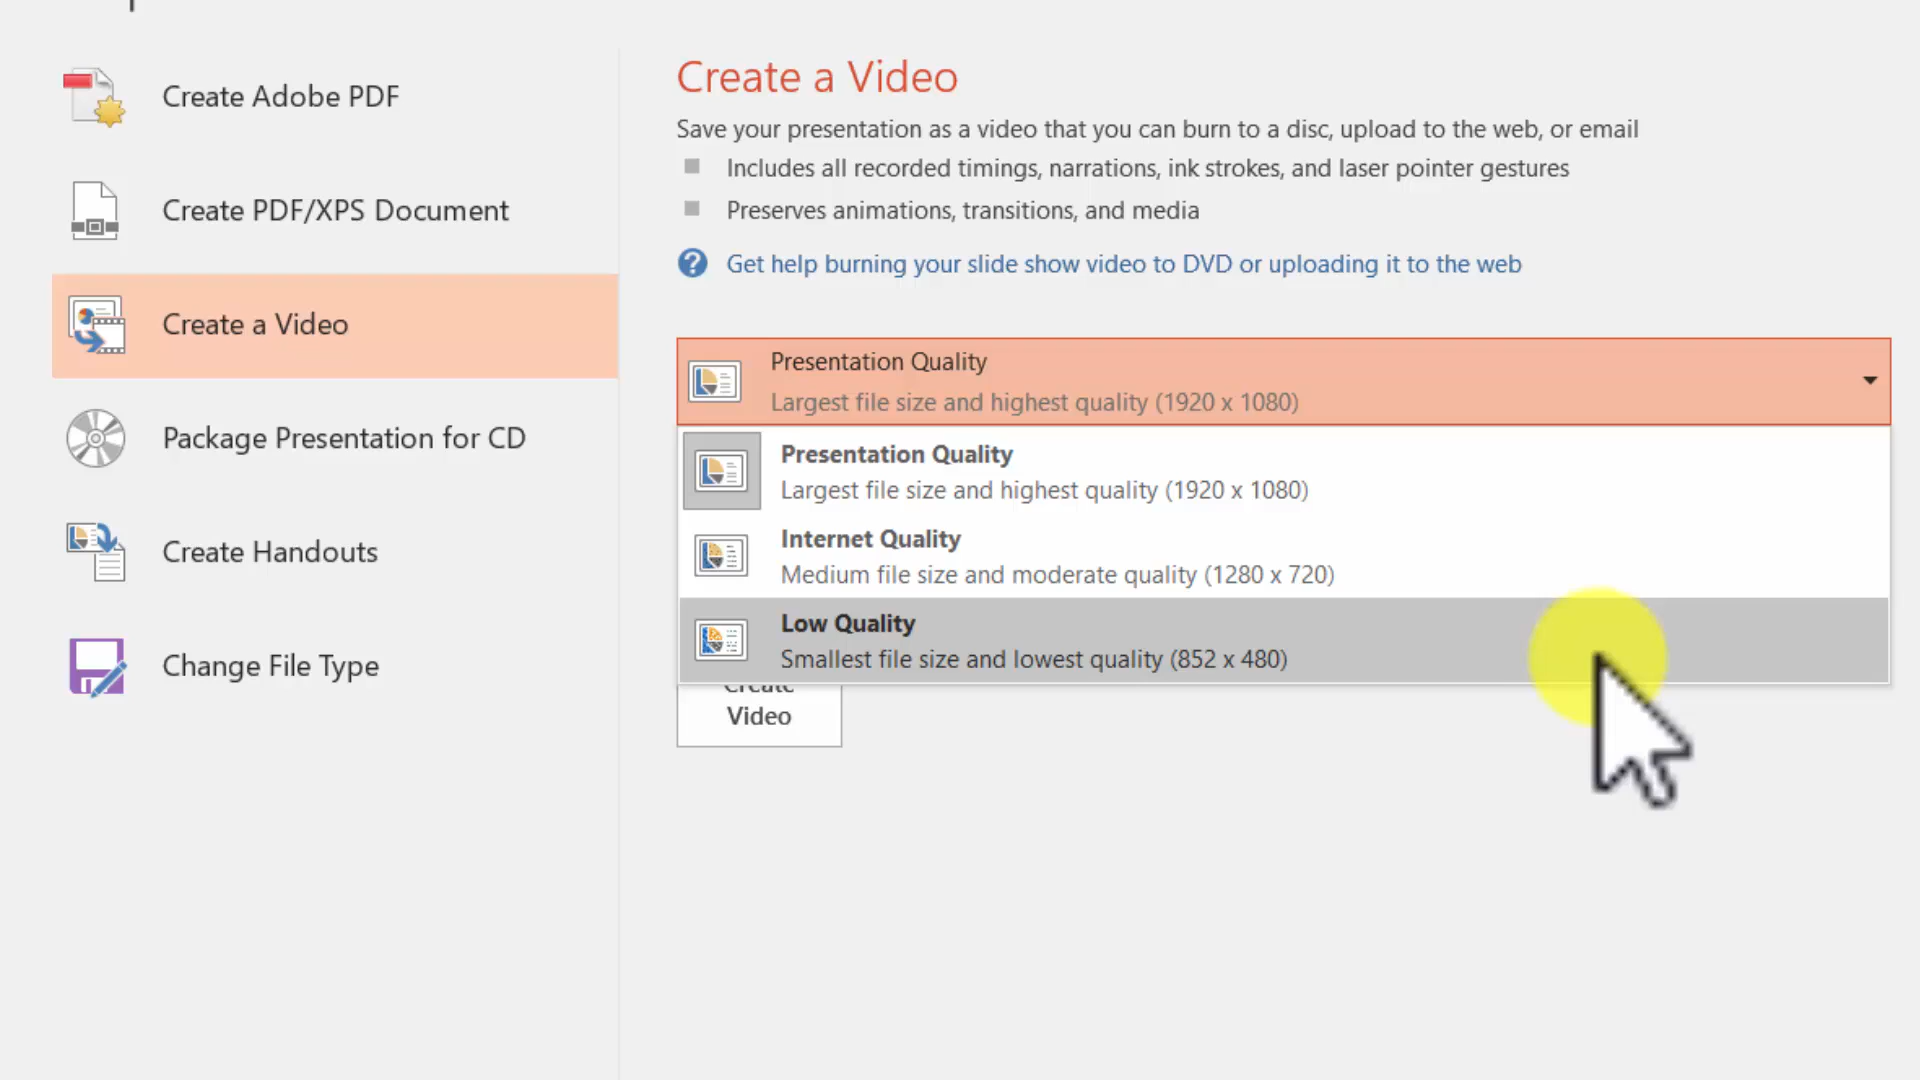 Create Adobe PDF
Create PDF/XPS Document
Create a Video
Package Presentation for CD
Create Handouts
Change File Type
Create a Video
Save your presentation as a video that you can burn to a disc, upload to the web, or email
Includes all recorded timings, narrations, ink strokes, and laser pointer gestures
Preserves animations, transitions, and media
Get help burning your slide show video to DVD or uploading it to the web
Presentation Quality
Largest file size and highest quality (1920 x 1080)
Presentation Quality
Largest file size and highest quality (1920 x 1080)
Internet Quality
Medium file size and moderate quality (1280 x 720)
Low Quality
Smallest file size and lowest quality (852 x 480)
Create
Video